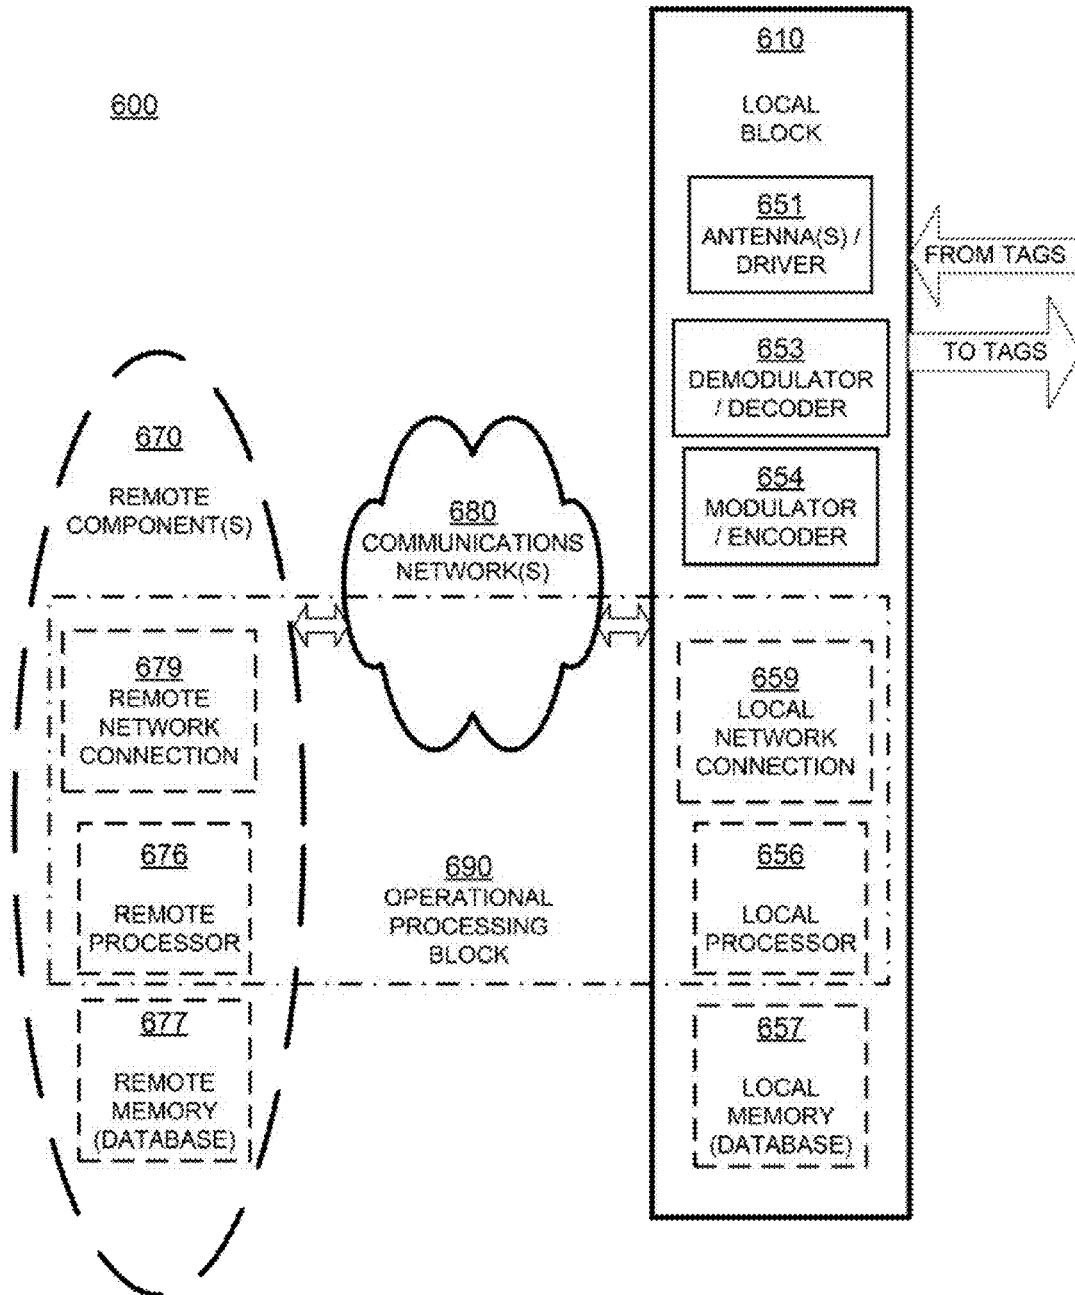 600
610
LOCAL
BLOCK
651
ANTENNA(S) /
DRIVER
FROM TAGS
TO TAGS
653
DEMODULATOR
/ DECODER
654
MODULATOR
/ ENCODER
670
REMOTE
COMPONENT(S)
680
COMMUNICATIONS
NETWORK(S)
679
REMOTE
NETWORK
CONNECTION
659
LOCAL
NETWORK
CONNECTION
676
REMOTE
PROCESSOR
690
OPERATIONAL
PROCESSING
BLOCK
656
LOCAL
PROCESSOR
677
REMOTE
MEMORY
(DATABASE)
657
LOCAL
MEMORY
(DATABASE)